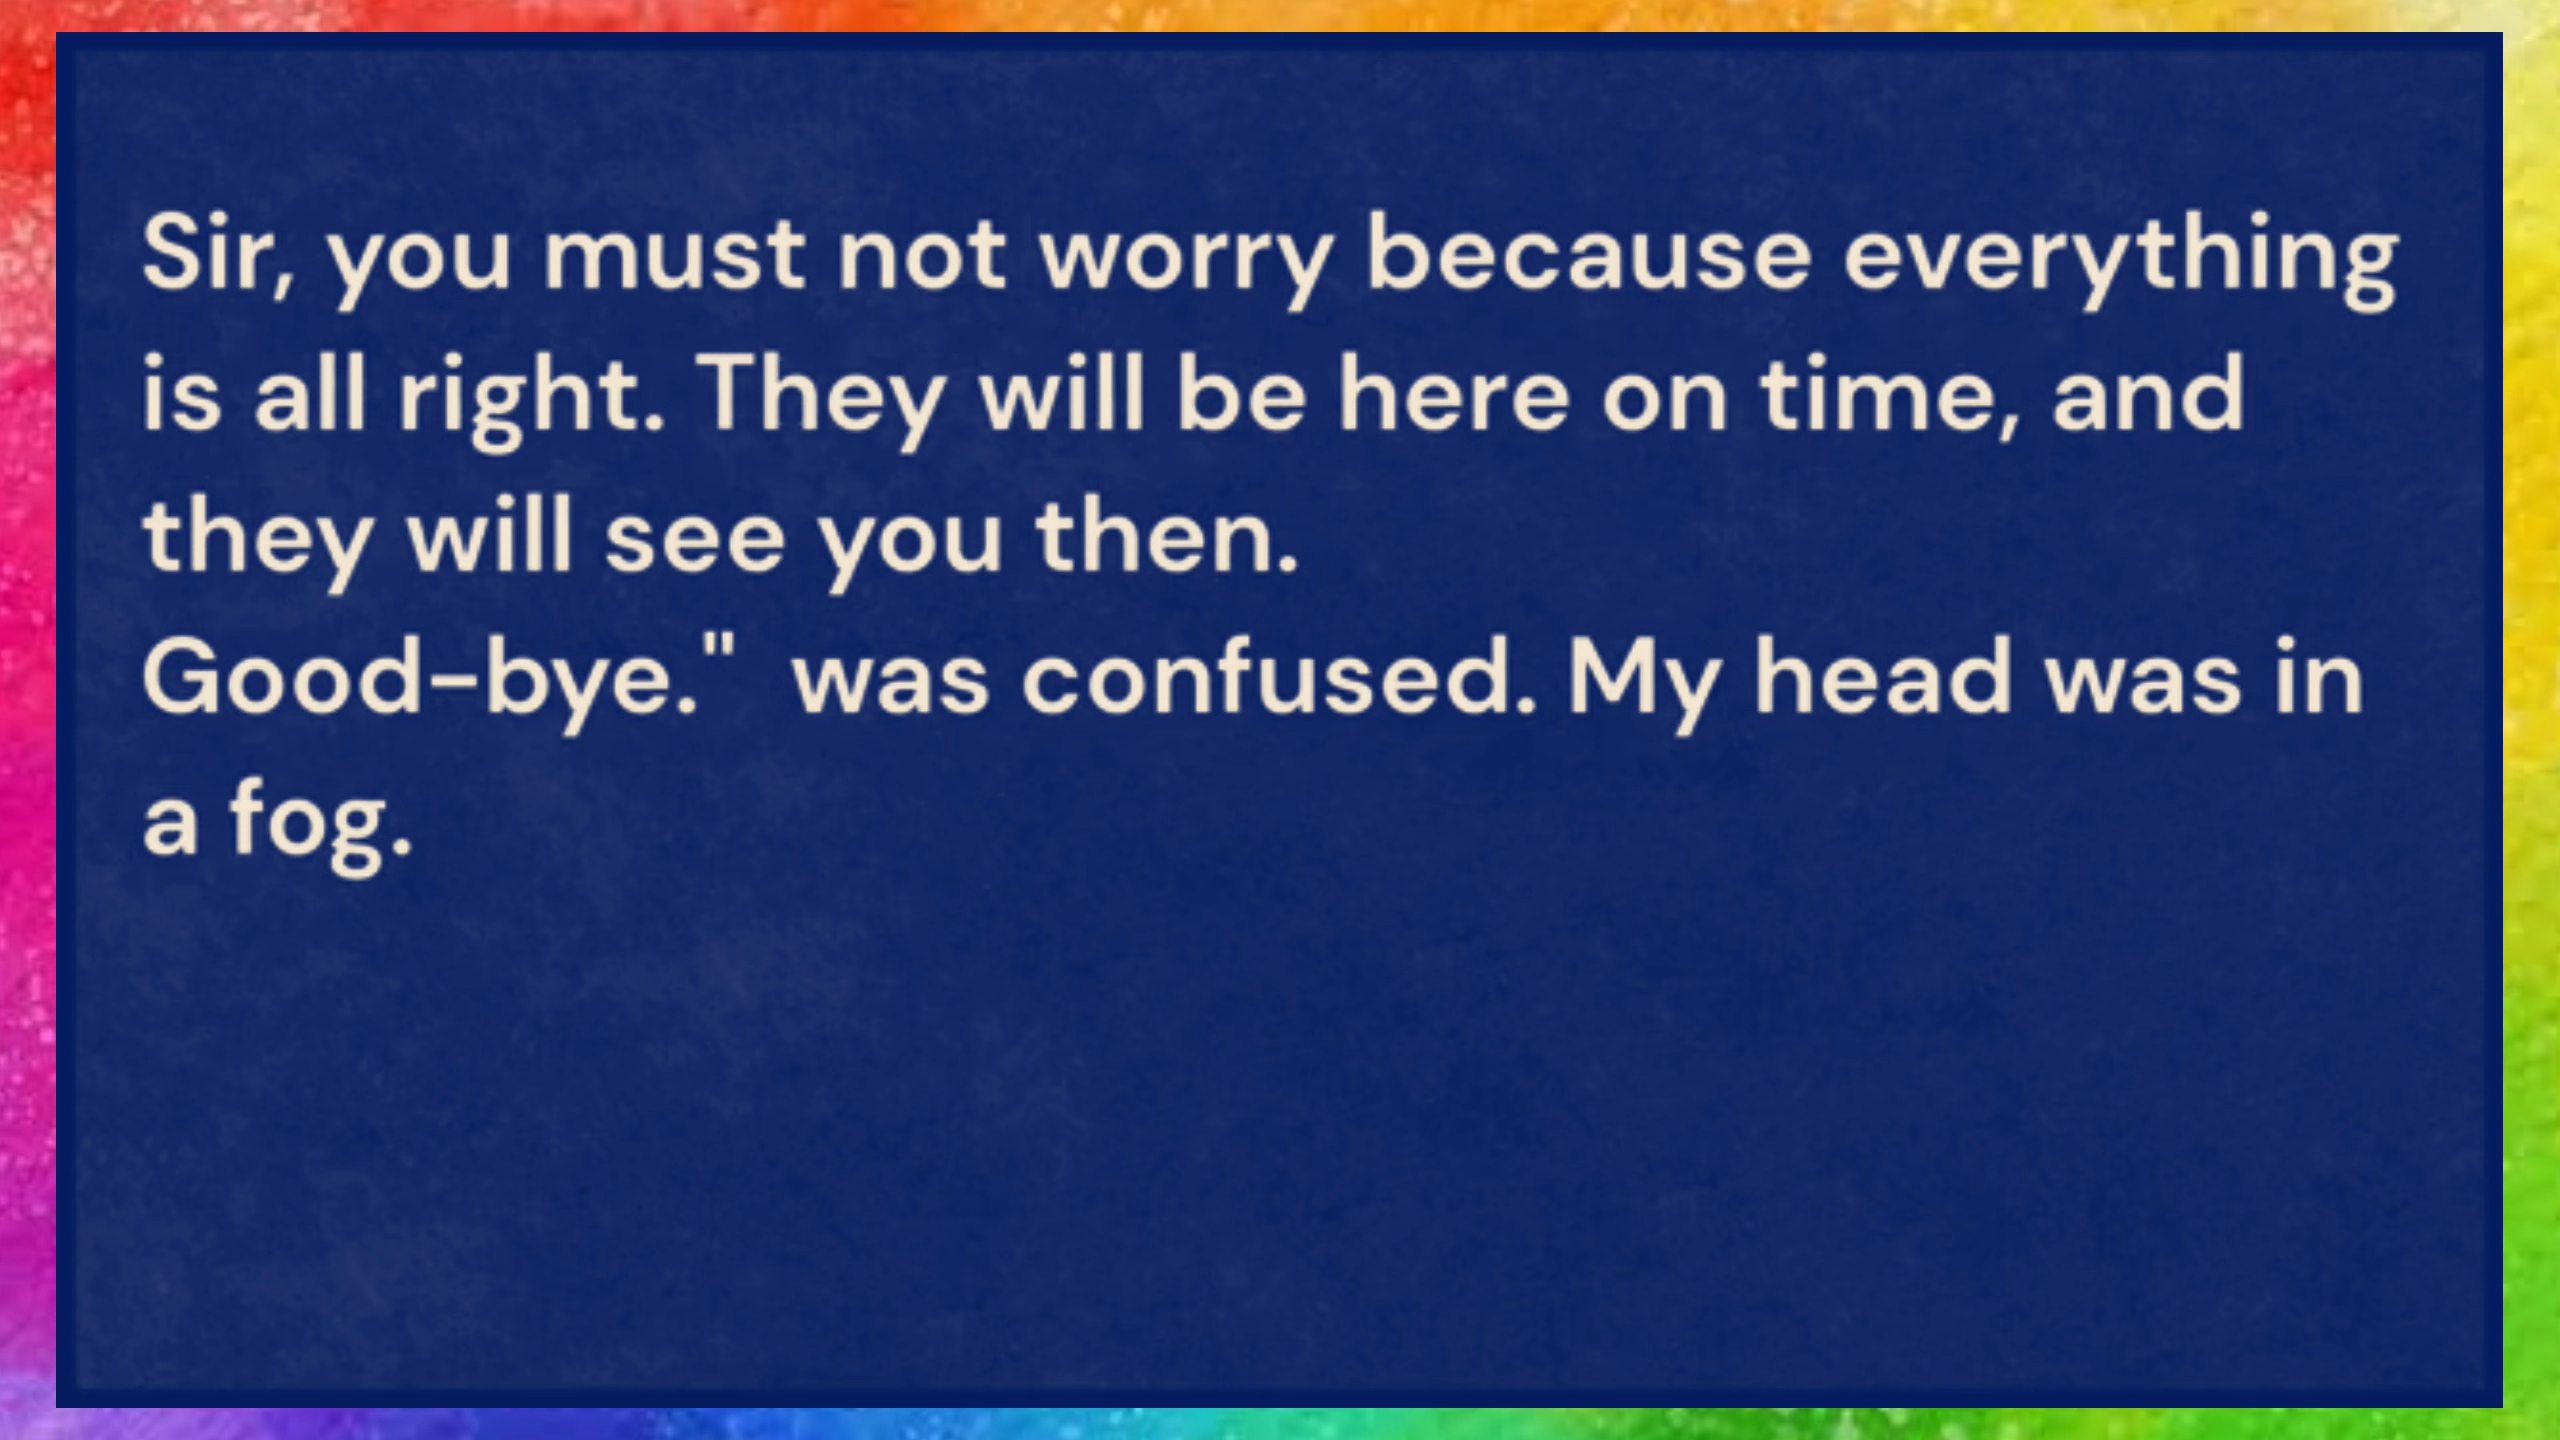 Sir, you must not worry because everything
is all right. They will be here on time, and
they will see you then.
Good-bye."  was confused. My head was in
a fog.